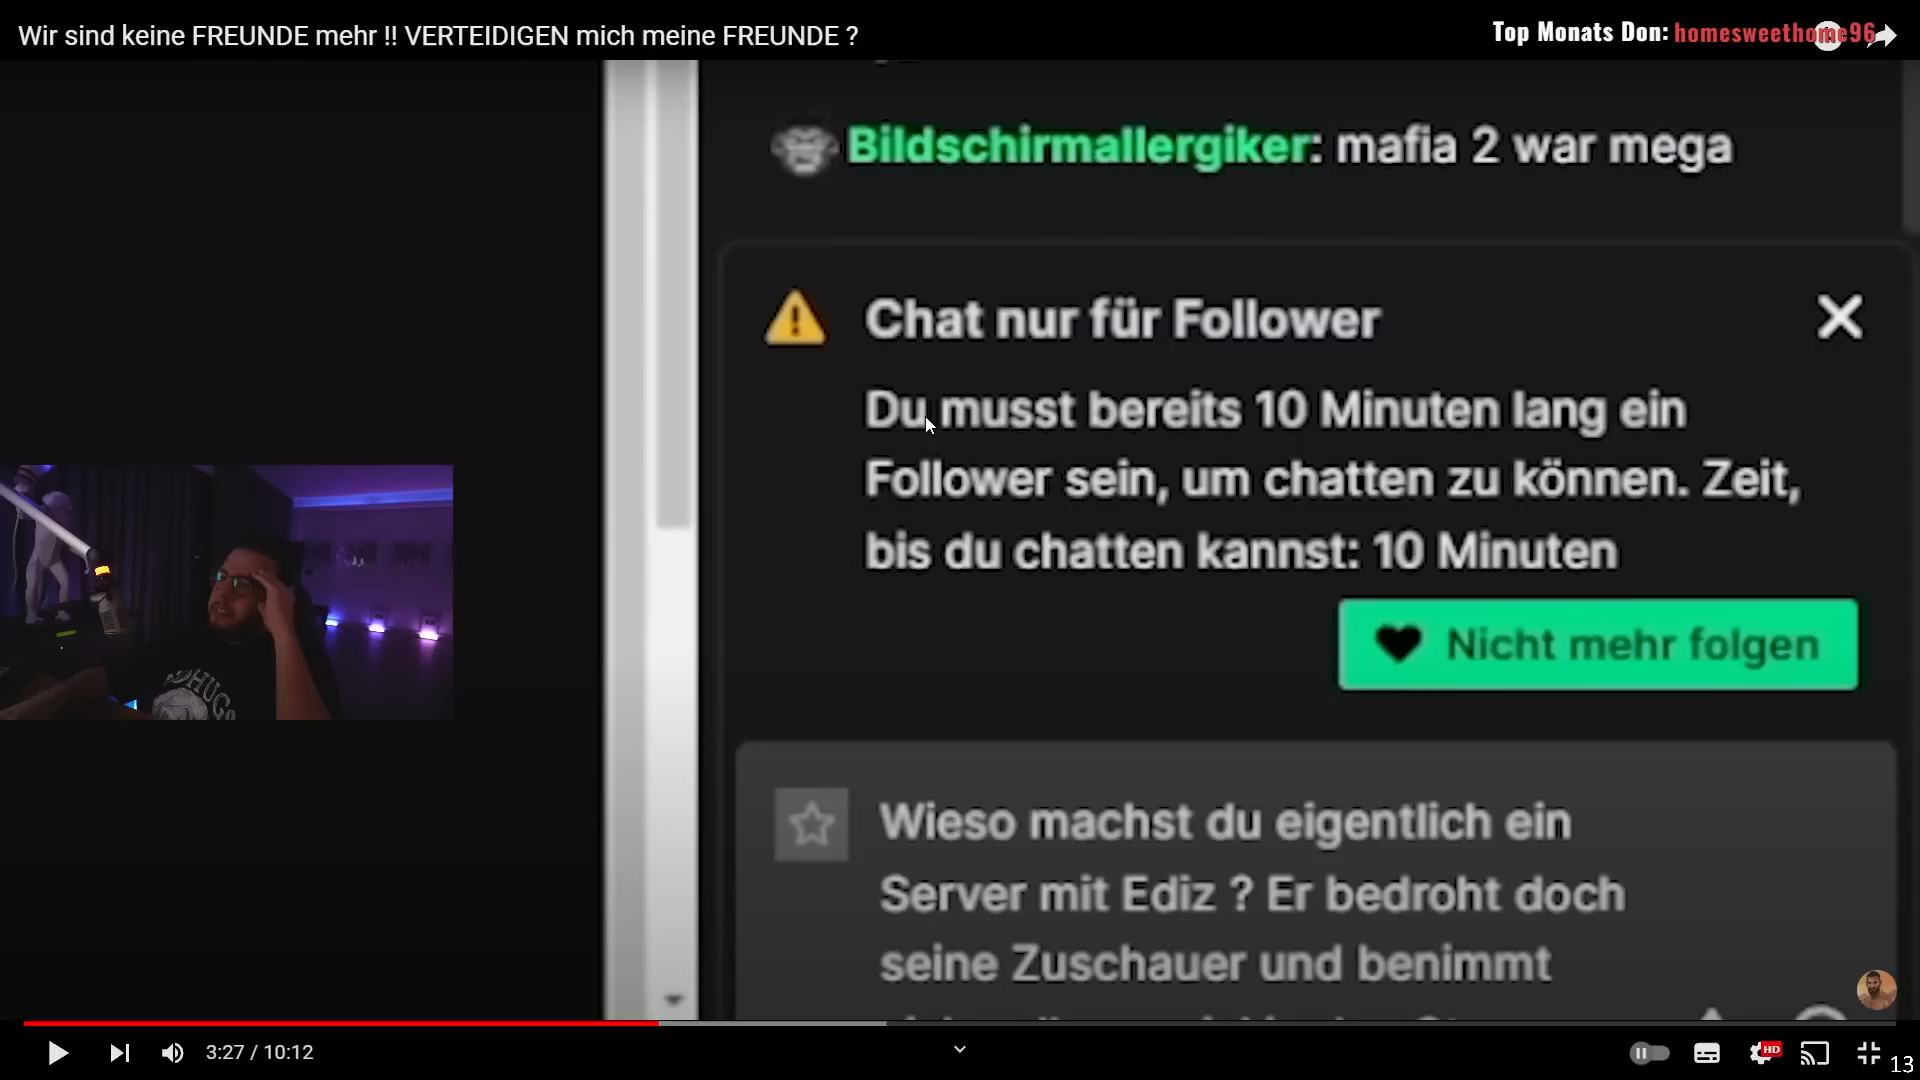 Wir sind keine FREUNDE mehr !! VERTEIDIGEN mich meine FREUNDE ?
Top Monats Don: homesweethome96
Bildschirmallergiker: mafia 2 war mega
Chat nur für Follower
Du musst bereits 10 Minuten lang ein
Follower sein, um chatten zu können. Zeit,
bis du chatten kannst: 10 Minuten
Nicht mehr folgen
Wieso machst du eigentlich ein
Server mit Ediz ? Er bedroht doch
seine Zuschauer und benimmt
3:27 / 10:12
HD
13